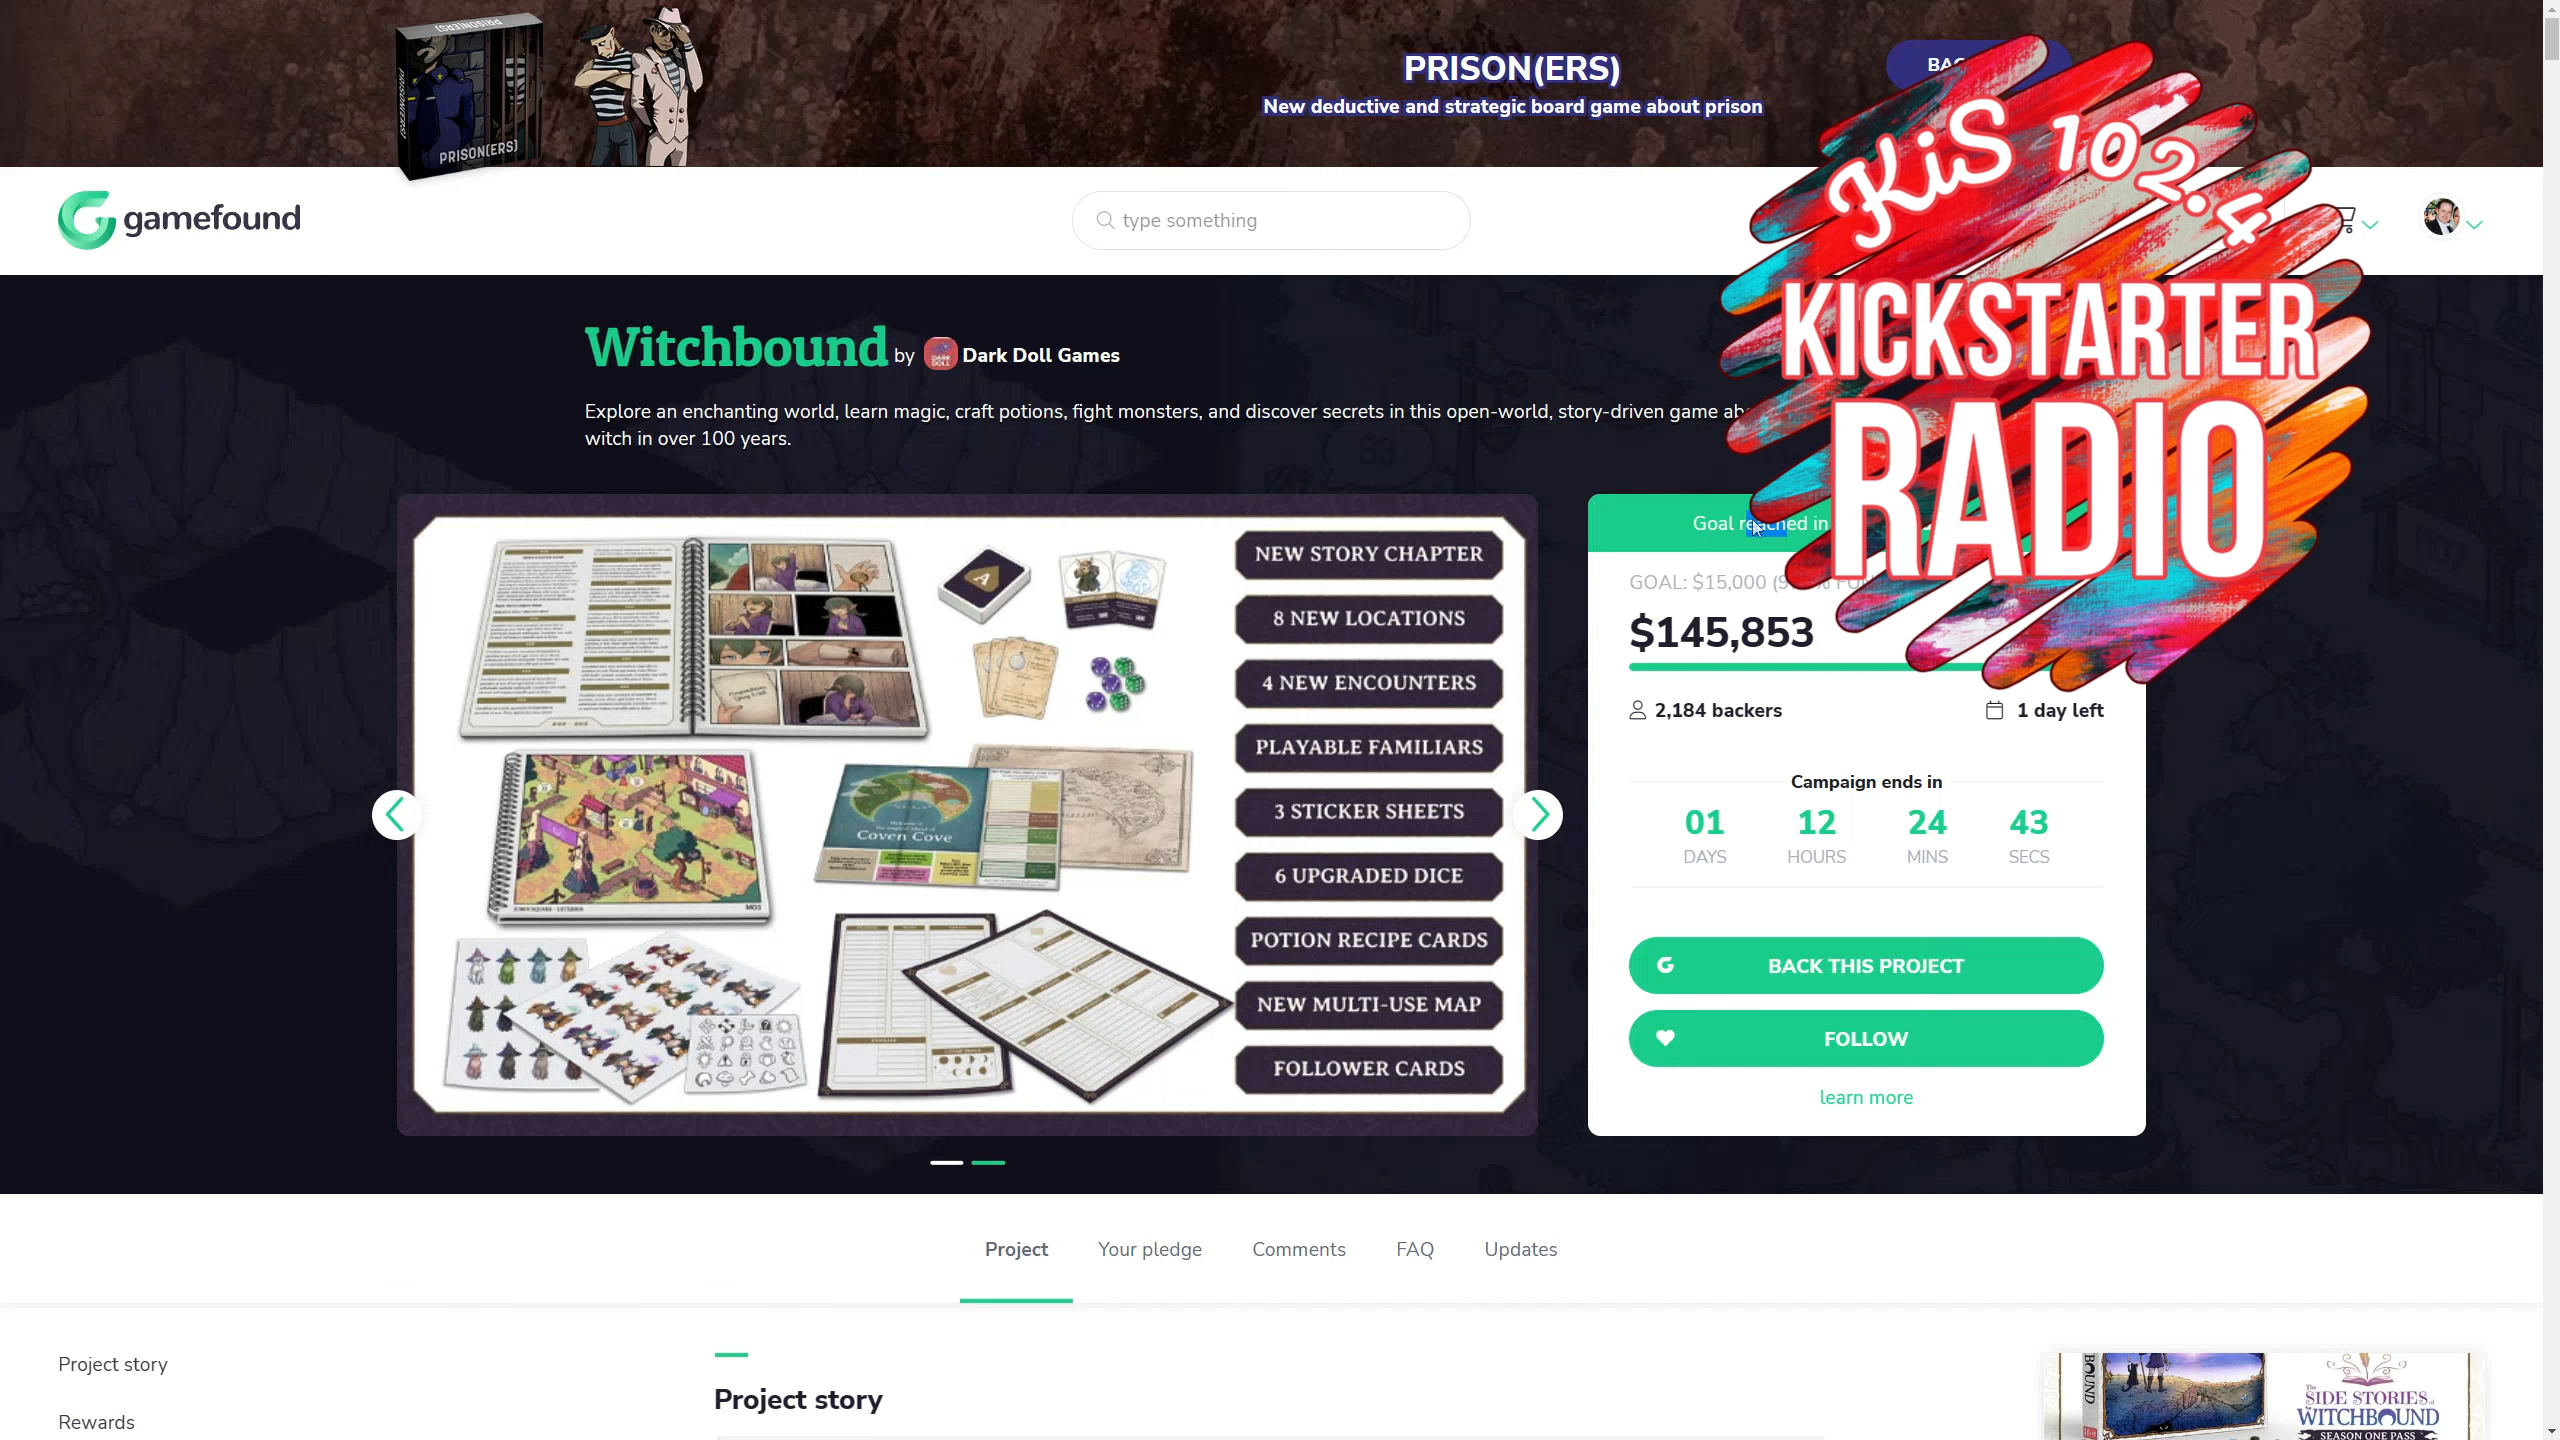 PRISON(ERS)
PRISON(ERS)
PRISON(ERS)
New deductive and strategic board game about prison
gamefound
type something
KiS 102.4
KICKSTARTER
RADIO
Witchbound by Dark Doll Games
Explore an enchanting world, learn magic, craft potions, fight monsters, and discover secrets in this open-world, story-driven game
witch in over 100 years.
NEW STORY CHAPTER
8 NEW LOCATIONS
4 NEW ENCOUNTERS
PLAYABLE FAMILIARS
3 STICKER SHEETS
6 UPGRADED DICE
POTION RECIPE CARDS
NEW MULTI-USE MAP
FOLLOWER CARDS
A
Coven Cove
Goal reached in
GOAL: $15,000
$145,853
2,184 backers
1 day left
Campaign ends in
01 12 24 43
DAYS HOURS MINS SECS
BACK THIS PROJECT
FOLLOW
learn more
Project Your pledge Comments FAQ Updates
Project story
Rewards
Project story
The
SIDE STORIES of
WITCHBOUND
SEASON ONE PASS